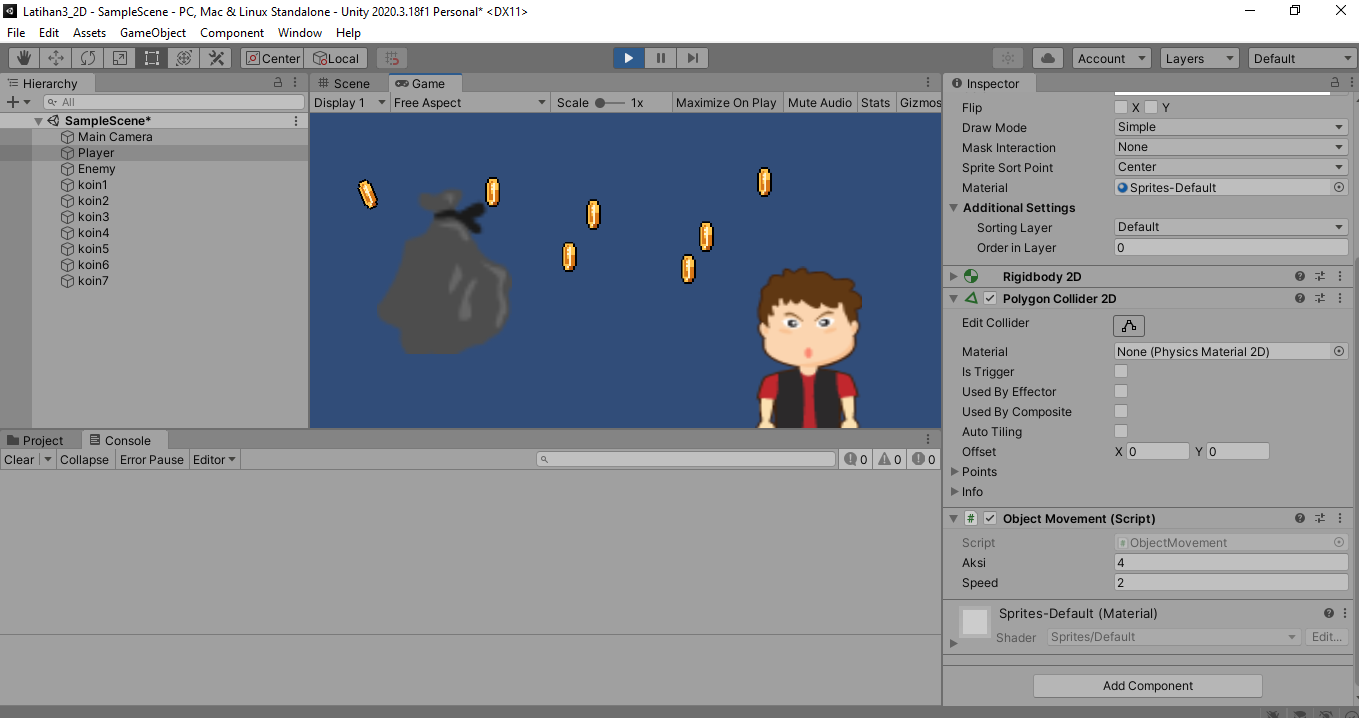 Latihan3_2D - SampleScene - PC, Mac & Linux Standalone - Unity 2020.3.18f1 Personal* <DX11>
File Edit Assets GameObject Component Window Help
Center Local Account Layers Default
Hierarchy
All
SampleScene*
Main Camera
Player
Enemy
koin1
koin2
koin3
koin4
koin5
koin6
koin7
Scene Game
Display 1 Free Aspect Scale 1x Maximize On Play Mute Audio Stats Gizmos
Project Console
Clear Collapse Error Pause Editor 0 0 0
Inspector
Flip X Y
Draw Mode Simple
Mask Interaction None
Sprite Sort Point Center
Material Sprites-Default
Additional Settings
Sorting Layer Default
Order in Layer 0
Rigidbody 2D
Polygon Collider 2D
Edit Collider
Material None (Physics Material 2D)
Is Trigger
Used By Effector
Used By Composite
Auto Tiling
Offset X 0 Y 0
Points
Info
# Object Movement (Script)
Script # ObjectMovement
Aksi 4
Speed 2
Sprites-Default (Material)
Shader Sprites/Default Edit...
Add Component